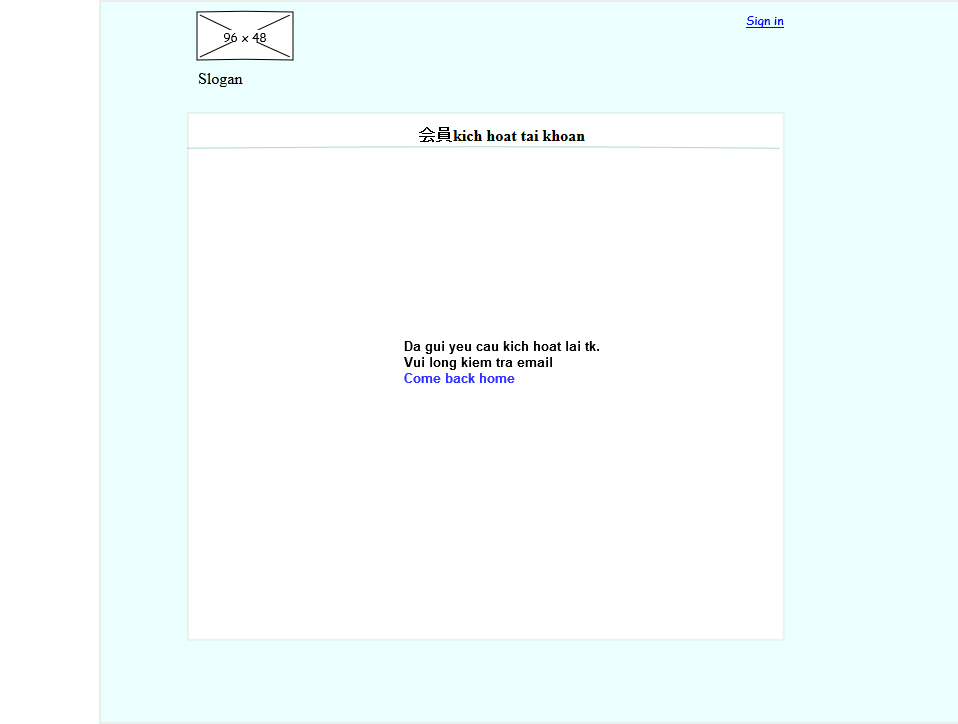 96 x 48
Sign in
Slogan
会員kich hoat tai khoan
Da gui yeu cau kich hoat lai tk.
Vui long kiem tra email
Come back home